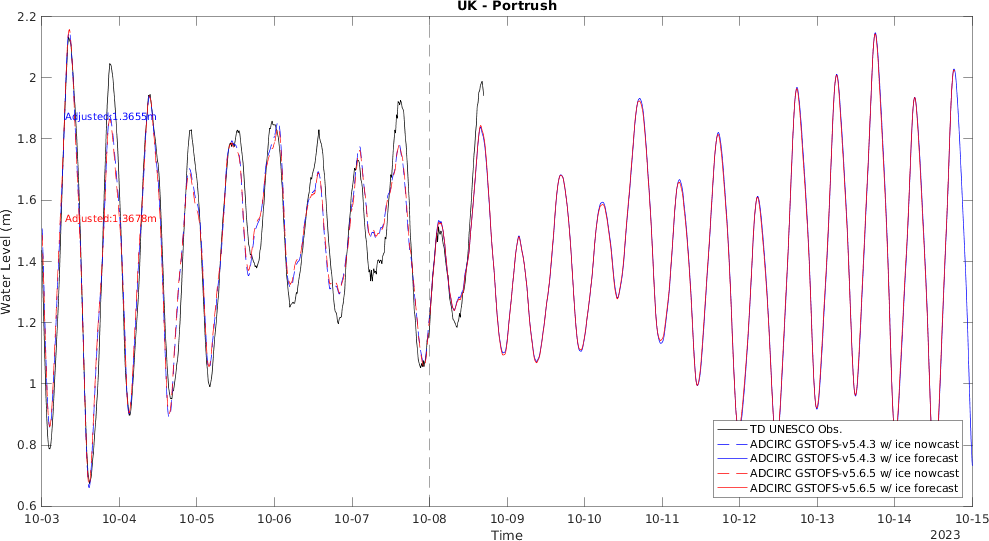 UK - Portrush
2.2
2
1.8
1.6
1.4
1.2
1
0.8
0.6
Water Level (m)
Adjusted:1.3655m
Adjusted:1.3678m
TD UNESCO Obs.
ADCIRC GSTOFS-v5.4.3 w/ ice nowcast
ADCIRC GSTOFS-v5.4.3 w/ ice forecast
ADCIRC GSTOFS-v5.6.5 w/ ice nowcast
ADCIRC GSTOFS-v5.6.5 w/ ice forecast
10-03 10-04 10-05 10-06 10-07 10-08 10-09 10-10 10-11 10-12 10-13 10-14 10-15
Time
2023